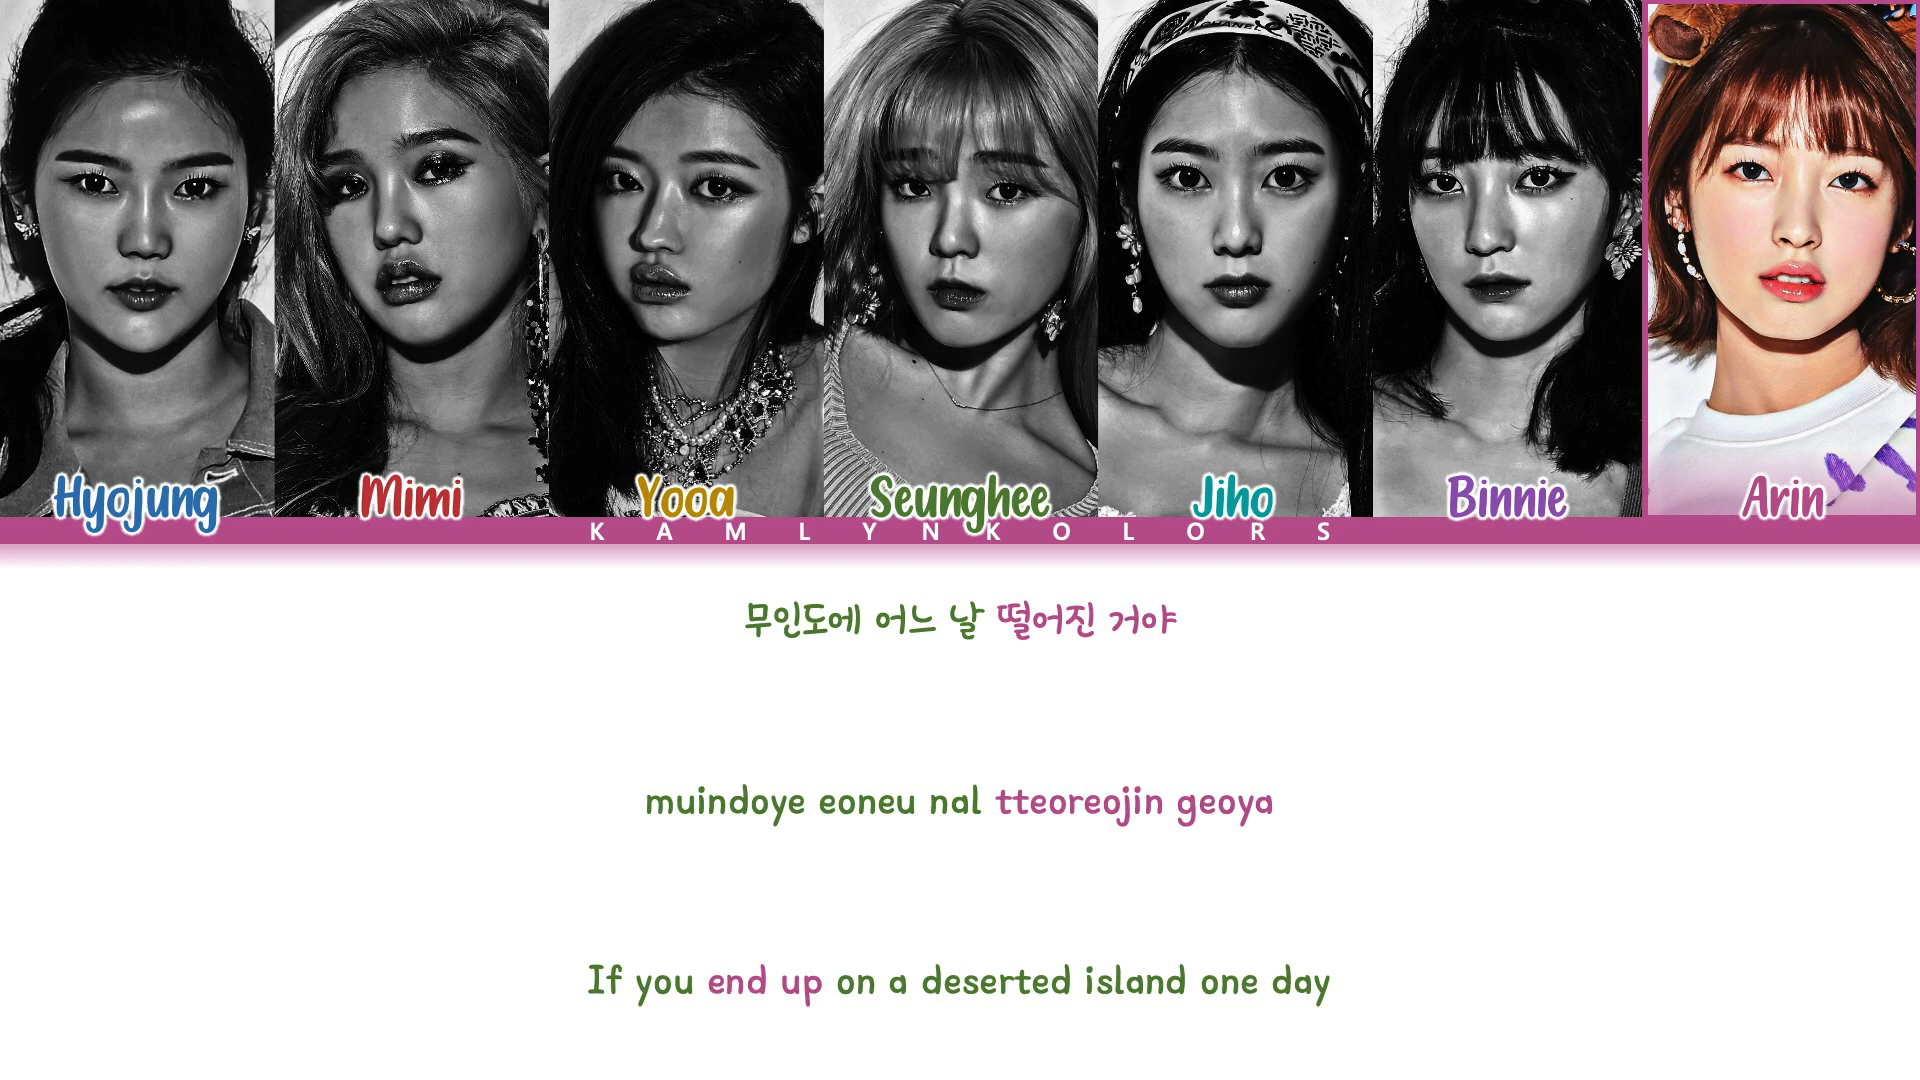 Hyojung Mimi Yooa Seunghee Jiho Binnie Arin
KAMLYNKOLORS
무인도에 어느 날 떨어진 거야
muindoye eoneu nal tteoreojin geoya
If you end up on a deserted island one day